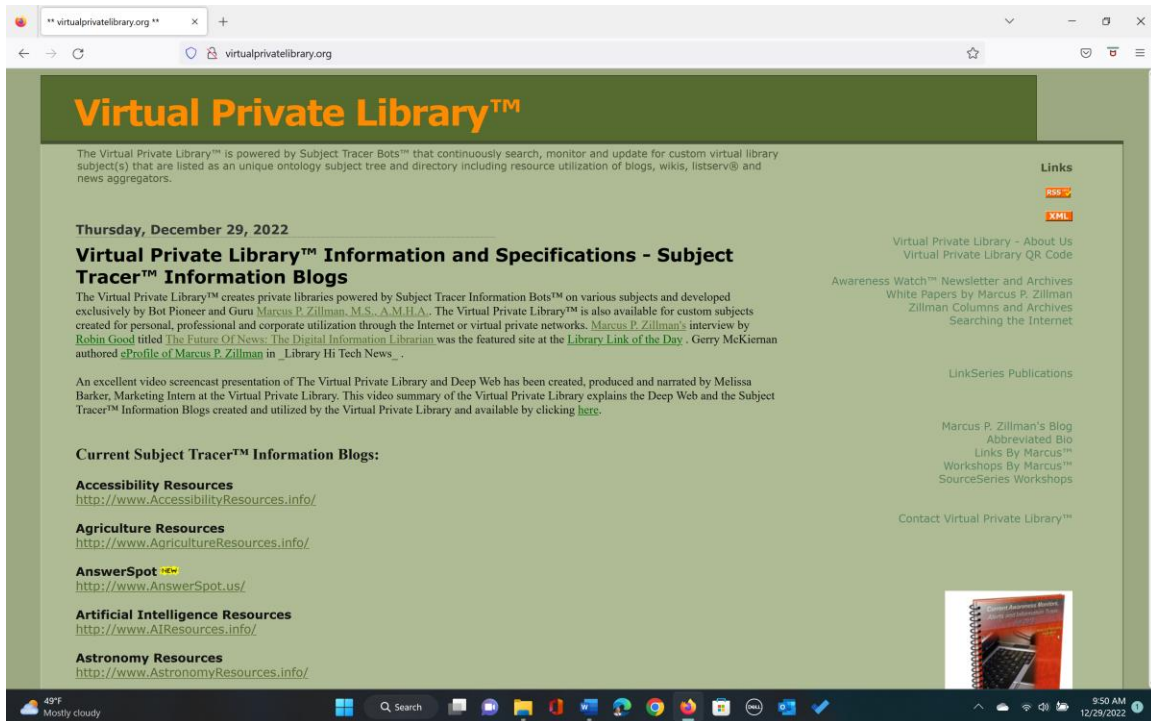 ** virtualprivatelibrary.org **
virtualprivatelibrary.org
Virtual Private Library™
The Virtual Private Library™ is powered by Subject Tracer Bots™ that continuously search, monitor and update for custom virtual library
subject(s) that are listed as an unique ontology subject tree and directory including resource utilization of blogs, wikis, listserv® and
news aggregators.
Thursday, December 29, 2022
Virtual Private Library™ Information and Specifications - Subject
Tracer™ Information Blogs
The Virtual Private Library™ creates private libraries powered by Subject Tracer Information Bots™ on various subjects and developed
exclusively by Bot Pioneer and Guru Marcus P. Zillman, M.S., A.M.H.A.. The Virtual Private Library™ is also available for custom subjects
created for personal, professional and corporate utilization through the Internet or virtual private networks. Marcus P. Zillman's interview by
Robin Good titled The Future Of News: The Digital Information Librarian was the featured site at the Library Link of the Day . Gerry McKiernan
authored eProfile of Marcus P. Zillman in _Library Hi Tech News_ .
An excellent video screencast presentation of The Virtual Private Library and Deep Web has been created, produced and narrated by Melissa
Barker, Marketing Intern at the Virtual Private Library. This video summary of the Virtual Private Library explains the Deep Web and the Subject
Tracer™ Information Blogs created and utilized by the Virtual Private Library and available by clicking here.
Current Subject Tracer™ Information Blogs:
Accessibility Resources
http://www.AccessibilityResources.info/
Agriculture Resources
http://www.AgricultureResources.info/
AnswerSpot NEW
http://www.AnswerSpot.us/
Artificial Intelligence Resources
http://www.AIResources.info/
Astronomy Resources
http://www.AstronomyResources.info/
Links
RSS
XML
Virtual Private Library - About Us
Virtual Private Library QR Code
Awareness Watch™ Newsletter and Archives
White Papers by Marcus P. Zillman
Zillman Columns and Archives
Searching the Internet
LinkSeries Publications
Marcus P. Zillman's Blog
Abbreviated Bio
Links By Marcus™
Workshops By Marcus™
SourceSeries Workshops
Contact Virtual Private Library™
Current Awareness Monitors,
Alerts and Information Traps
49°F
Mostly cloudy
Search
DELL
9:50 AM
12/29/2022
1